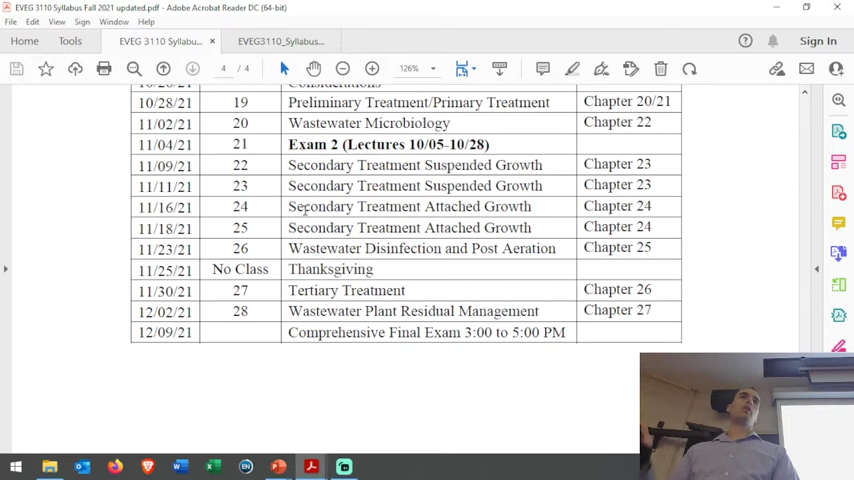 EVEG 3110 Syllabus Fall 2021 updated.pdf - Adobe Acrobat Reader DC (64-bit)
File Edit View Sign Window Help
Home Tools EVEG 3110 Syllabu... × EVEG3110_Syllabus... Sign In
4 / 4 126%
Considerations
10/28/21 19 Preliminary Treatment/Primary Treatment Chapter 20/21
11/02/21 20 Wastewater Microbiology Chapter 22
11/04/21 21 Exam 2 (Lectures 10/05-10/28)
11/09/21 22 Secondary Treatment Suspended Growth Chapter 23
11/11/21 23 Secondary Treatment Suspended Growth Chapter 23
11/16/21 24 Secondary Treatment Attached Growth Chapter 24
11/18/21 25 Secondary Treatment Attached Growth Chapter 24
11/23/21 26 Wastewater Disinfection and Post Aeration Chapter 25
11/25/21 No Class Thanksgiving
11/30/21 27 Tertiary Treatment Chapter 26
12/02/21 28 Wastewater Plant Residual Management Chapter 27
12/09/21 Comprehensive Final Exam 3:00 to 5:00 PM